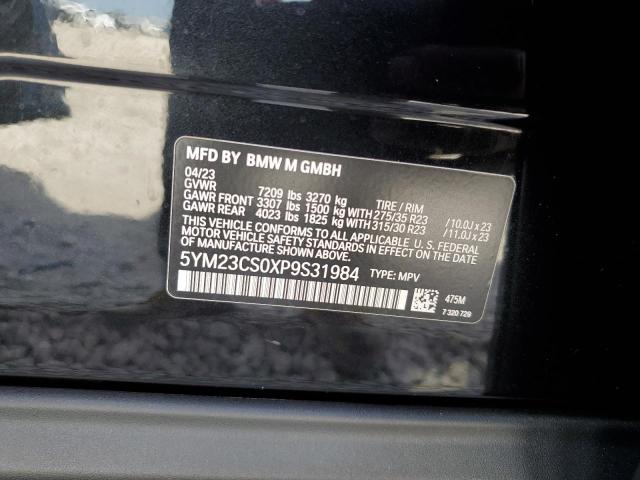 MFD BY BMW M GMBH
04/23
GVWR 7209 lbs 3270 kg TIRE / RIM
GAWR FRONT 3307 lbs 1500 kg WITH 275/35 R23 / 10.0J x 23
GAWR REAR 4023 lbs 1825 kg WITH 315/30 R23 / 11.0J x 23
THIS VEHICLE CONFORMS TO ALL APPLICABLE U.S. FEDERAL
MOTOR VEHICLE SAFETY STANDARDS IN EFFECT ON THE DATE OF
MANUFACTURE SHOWN ABOVE.
5YM23CS0XP9S31984 TYPE: MPV
475M
7 320 729